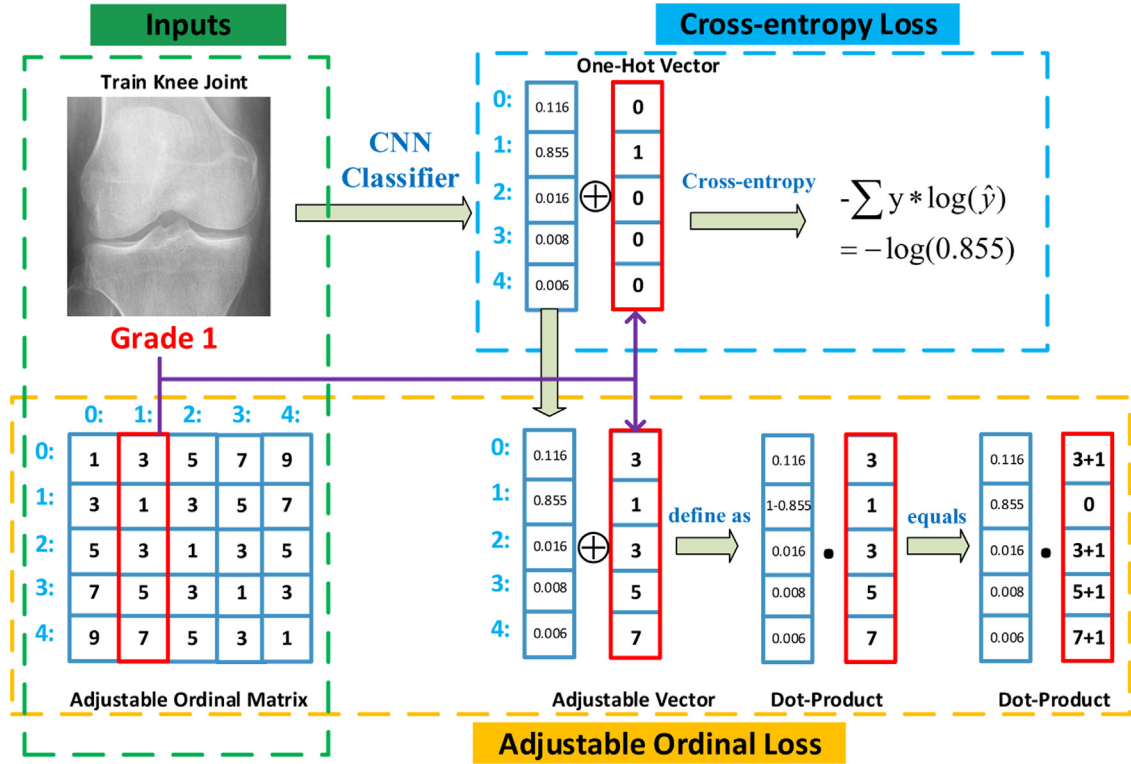 Inputs
Cross-entropy Loss
Train Knee Joint
Grade 1
CNN
Classifier
One-Hot Vector
0: 0.116 0
1: 0.855 1
2: 0.016 ⊕ 0
3: 0.008 0
4: 0.006 0
Cross-entropy
-∑ y*log(ŷ)
= −log(0.855)
0: 1: 2: 3: 4:
0: 1 3 5 7 9
1: 3 1 3 5 7
2: 5 3 1 3 5
3: 7 5 3 1 3
4: 9 7 5 3 1
Adjustable Ordinal Matrix
0: 0.116 3
1: 0.855 1
2: 0.016 ⊕ 3
3: 0.008 5
4: 0.006 7
Adjustable Vector
define as
0.116 3
1-0.855 1
0.016 . 3
0.008 5
0.006 7
Dot-Product
equals
0.116 3+1
0.855 0
0.016 . 3+1
0.008 5+1
0.006 7+1
Dot-Product
Adjustable Ordinal Loss